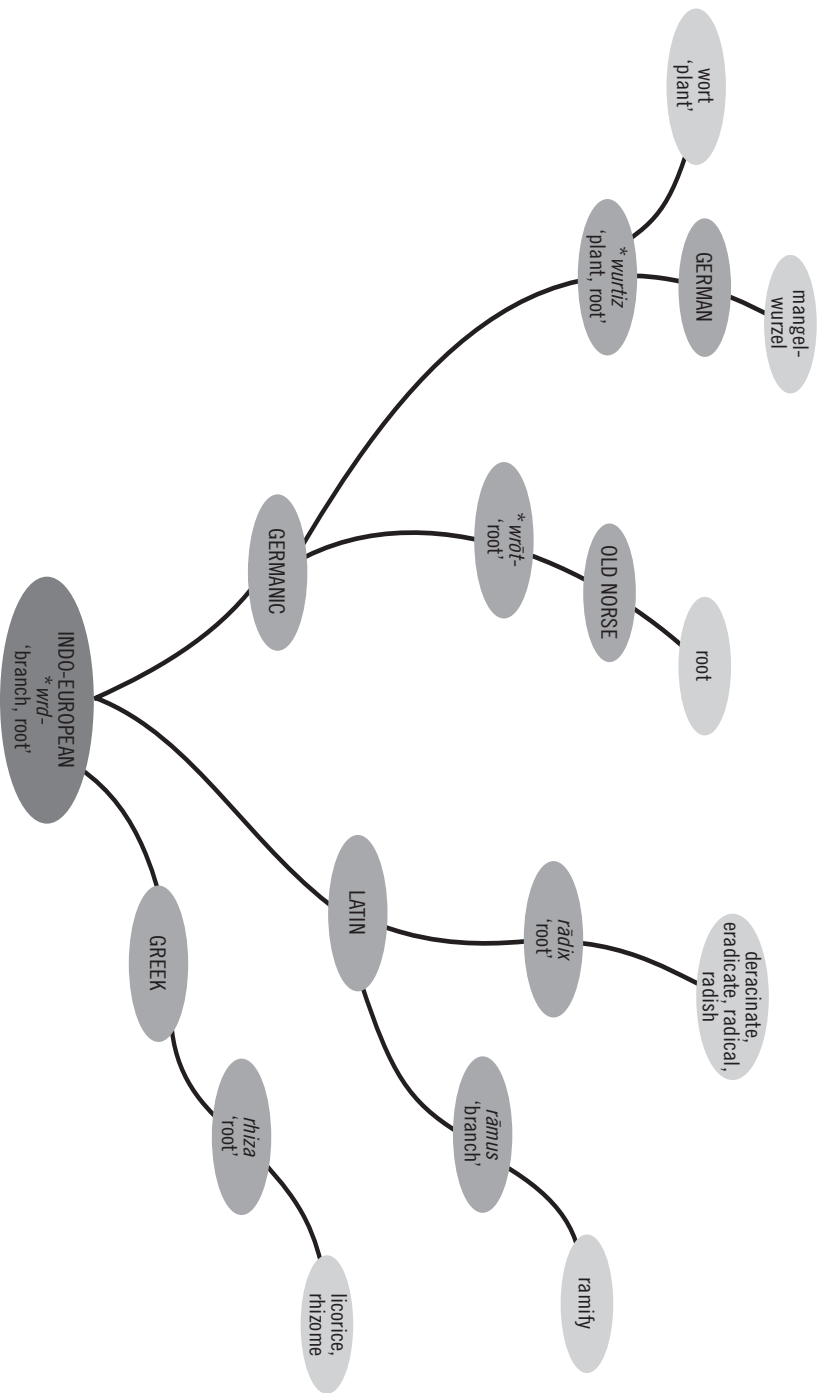 wort
‘plant’
mangel-
wurzel
GERMAN
* wurtiz
‘plant, root’
root
OLD NORSE
* wrōt-
‘root’
GERMANIC
deracinate,
eradicate, radical,
radish
rādix
‘root’
LATIN
ramify
rāmus
‘branch’
licorice,
rhizome
rhiza
‘root’
GREEK
INDO-EUROPEAN
* wrd-
‘branch, root’